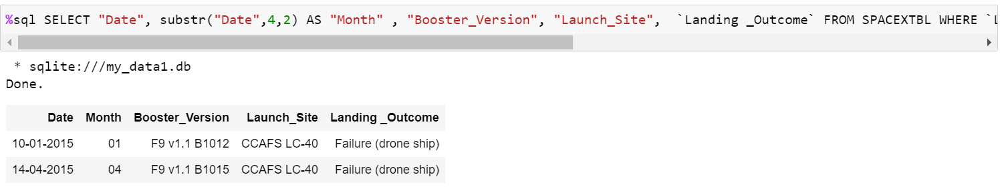 %sql SELECT "Date", substr("Date",4,2) AS "Month" , "Booster_Version", "Launch_Site",  `Landing _Outcome` FROM SPACEXTBL WHERE `L
* sqlite:///my_data1.db
Done.
Date Month Booster_Version Launch_Site Landing _Outcome
10-01-2015 01 F9 v1.1 B1012 CCAFS LC-40 Failure (drone ship)
14-04-2015 04 F9 v1.1 B1015 CCAFS LC-40 Failure (drone ship)